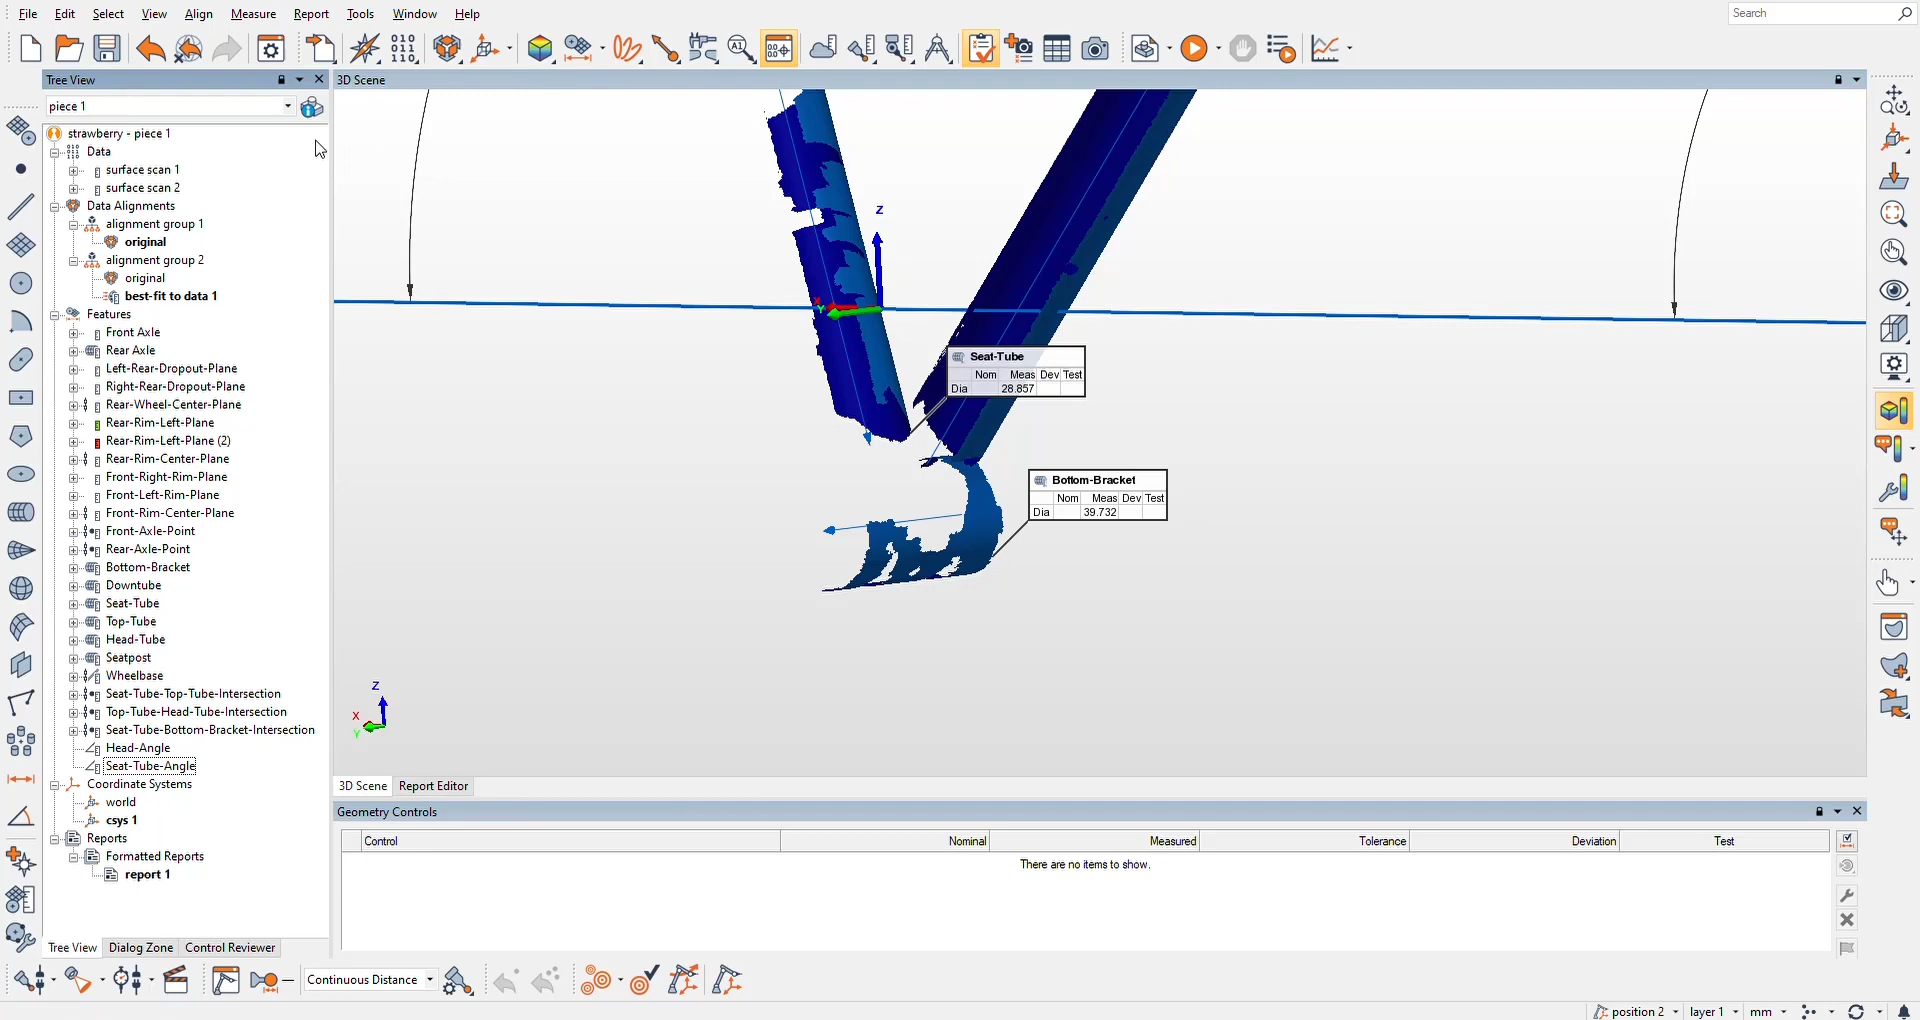 File Edit Select View Align Measure Report Tools Window Help
Search
Tree View
3D Scene
piece 1
strawberry - piece 1
Data
surface scan 1
surface scan 2
Data Alignments
alignment group 1
original
alignment group 2
original
best-fit to data 1
Features
Front Axle
Rear Axle
Left-Rear-Dropout-Plane
Right-Rear-Dropout-Plane
Rear-Wheel-Center-Plane
Rear-Rim-Left-Plane
Rear-Rim-Left-Plane (2)
Rear-Rim-Center-Plane
Front-Right-Rim-Plane
Front-Left-Rim-Plane
Front-Rim-Center-Plane
Front-Axle-Point
Rear-Axle-Point
Bottom-Bracket
Downtube
Seat-Tube
Top-Tube
Head-Tube
Seatpost
Wheelbase
Seat-Tube-Top-Tube-Intersection
Top-Tube-Head-Tube-Intersection
Seat-Tube-Bottom-Bracket-Intersection
Head-Angle
Seat-Tube-Angle
Coordinate Systems
world
csys 1
Reports
Formatted Reports
report 1
Tree View Dialog Zone Control Reviewer
Z
X
Y
Seat-Tube
Nom Meas Dev Test
Dia 28.857
Bottom-Bracket
Nom Meas Dev Test
Dia 39.732
Z
X
Y
3D Scene Report Editor
Geometry Controls
Control Nominal Measured Tolerance Deviation Test
There are no items to show.
Continuous Distance
position 2 layer 1 mm